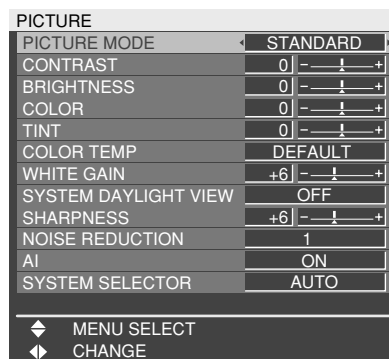 PICTURE
PICTURE MODE STANDARD
CONTRAST 0 - +
BRIGHTNESS 0 - +
COLOR 0 - +
TINT 0 - +
COLOR TEMP DEFAULT
WHITE GAIN +6 - +
SYSTEM DAYLIGHT VIEW OFF
SHARPNESS +6 - +
NOISE REDUCTION 1
AI ON
SYSTEM SELECTOR AUTO
MENU SELECT
CHANGE